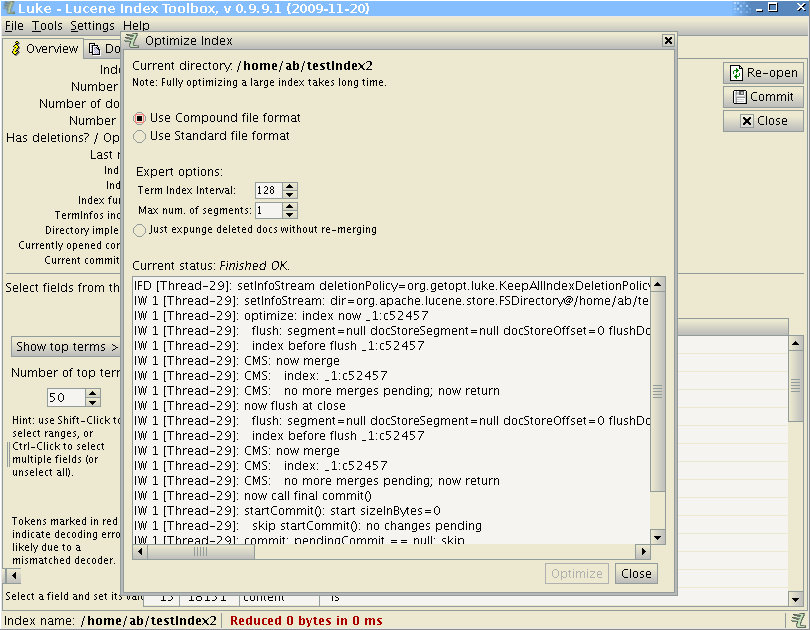 Luke - Lucene Index Toolbox, v 0.9.9.1 (2009-11-20)
File Tools Settings Help
Overview
Optimize Index
Current directory: /home/ab/testIndex2
Note: Fully optimizing a large index takes long time.
Use Compound file format
Use Standard file format
Expert options:
Term Index Interval: 128
Max num. of segments: 1
Just expunge deleted docs without re-merging
Current status: Finished OK.
IFD [Thread-29]: setInfoStream deletionPolicy=org.getopt.luke.KeepAllIndexDeletionPolicy
IW 1 [Thread-29]: setInfoStream: dir=org.apache.lucene.store.FSDirectory@/home/ab/te
IW 1 [Thread-29]: optimize: index now _1:c52457
IW 1 [Thread-29]: flush: segment=null docStoreSegment=null docStoreOffset=0 flushDo
IW 1 [Thread-29]: index before flush _1:c52457
IW 1 [Thread-29]: CMS: now merge
IW 1 [Thread-29]: CMS: index: _1:c52457
IW 1 [Thread-29]: CMS: no more merges pending; now return
IW 1 [Thread-29]: now flush at close
IW 1 [Thread-29]: flush: segment=null docStoreSegment=null docStoreOffset=0 flushDo
IW 1 [Thread-29]: index before flush _1:c52457
IW 1 [Thread-29]: CMS: now merge
IW 1 [Thread-29]: CMS: index: _1:c52457
IW 1 [Thread-29]: CMS: no more merges pending; now return
IW 1 [Thread-29]: now call final commit()
IW 1 [Thread-29]: startCommit(): start sizeInBytes=0
IW 1 [Thread-29]: skip startCommit(): no changes pending
IW 1 [Thread-29]: commit: pendingCommit == null; skip
Optimize Close
Re-open
Commit
Close
Inde
Number
Number of do
Number
Has deletions? / Op
Last
Ind
Ind
Index fu
TermInfos ind
Directory imple
Currently opened co
Current commit
Select fields from th
Show top terms >
Number of top ter
50
Hint: use Shift-Click to
select ranges, or
Ctrl-Click to select
multiple fields (or
unselect all).
Tokens marked in red
indicate decoding erro
likely due to a
mismatched decoder.
Select a field and set its valu
15 18151 content is
Index name: /home/ab/testIndex2 Reduced 0 bytes in 0 ms